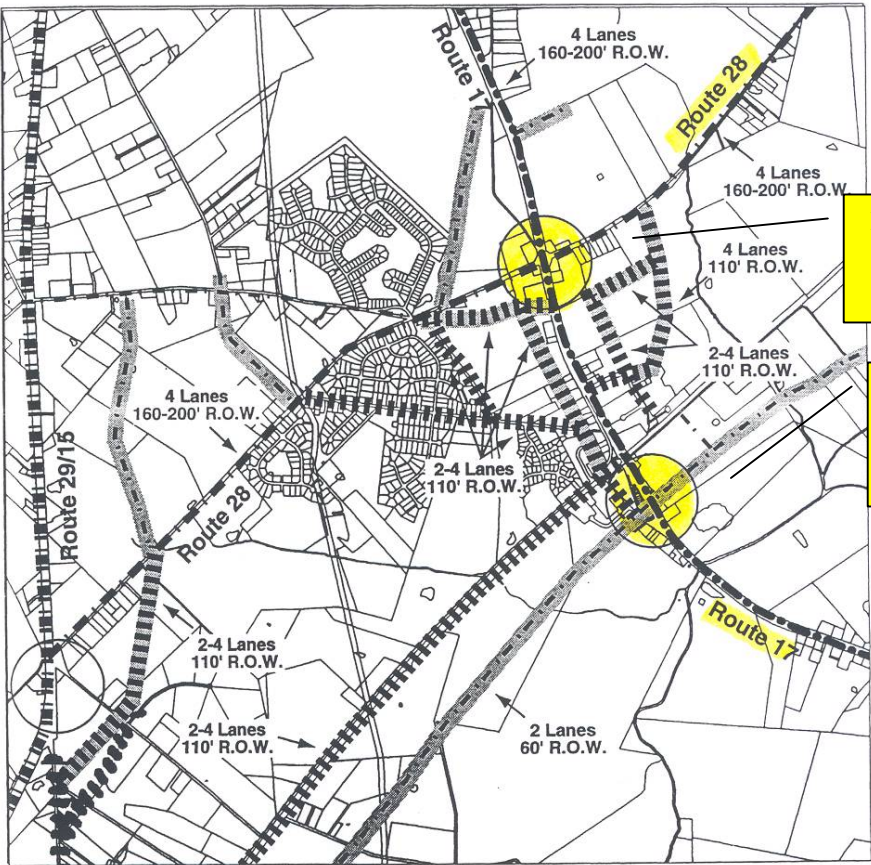 Route 17
4 Lanes
160-200' R.O.W.
Route 28
4 Lanes
160-200' R.O.W.
4 Lanes
110' R.O.W.
2-4 Lanes
110' R.O.W.
4 Lanes
160-200' R.O.W.
2-4 Lanes
110' R.O.W.
Route 29/15
Route 28
Route 17
2-4 Lanes
110' R.O.W.
2-4 Lanes
110' R.O.W.
2 Lanes
60' R.O.W.